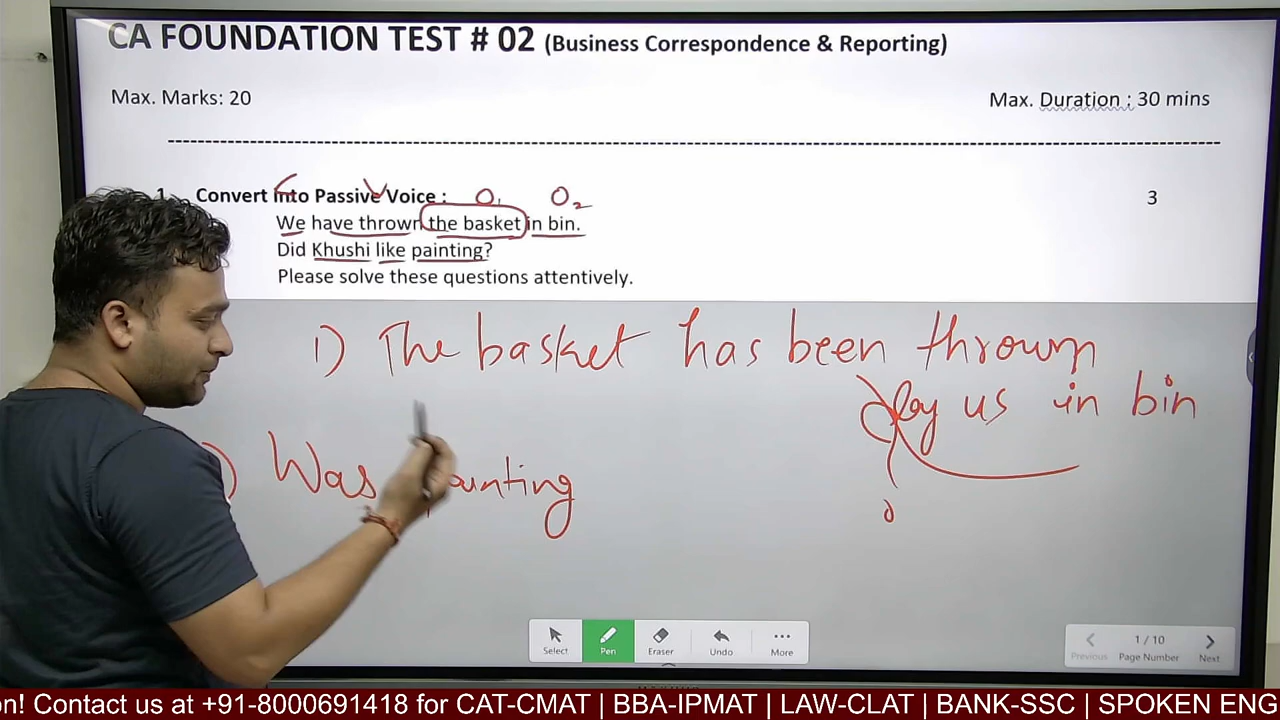 CA FOUNDATION TEST # 02 (Business Correspondence & Reporting)
Max. Marks: 20 Max. Duration : 30 mins
1. Convert into Passive Voice : 3
O1 O2
We have thrown the basket in bin.
Did Khushi like painting?
Please solve these questions attentively.
1) The basket has been thrown
by us in bin
) Was painting
Select Pen Eraser Undo More
1 / 10
Previous Page Number Next
on! Contact us at +91-8000691418 for CAT-CMAT | BBA-IPMAT | LAW-CLAT | BANK-SSC | SPOKEN ENG